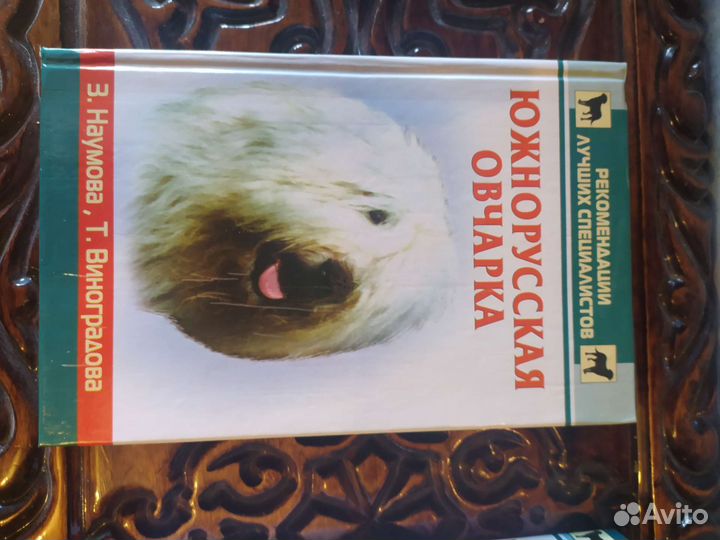 РЕКОМЕНДАЦИИ
ЛУЧШИХ СПЕЦИАЛИСТОВ
ЮЖНОРУССКАЯ
ОВЧАРКА
З. Наумова , Т. Виноградова
Avito